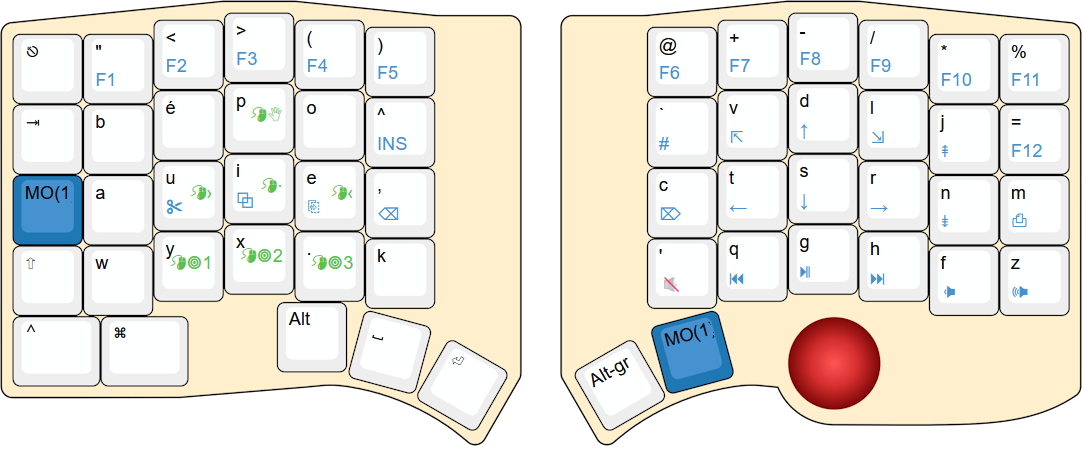 ⎋ " < > ( )
F1 F2 F3 F4 F5
⇥ b é p o ^
INS
MO(1 a u i e ,
✂ ⌫
⇧ w y x . k
1 2 3
^ ⌘ Alt ⎵ ⏎
@ + - / * %
F6 F7 F8 F9 F10 F11
` v d l j =
# ⇱ ↑ ⇲ ⇞ F12
c t s r n m
⌦ ← ↓ → ⇟ ⎙
' q g h f z
⏮ ⏯ ⏭
Alt-gr MO(1)